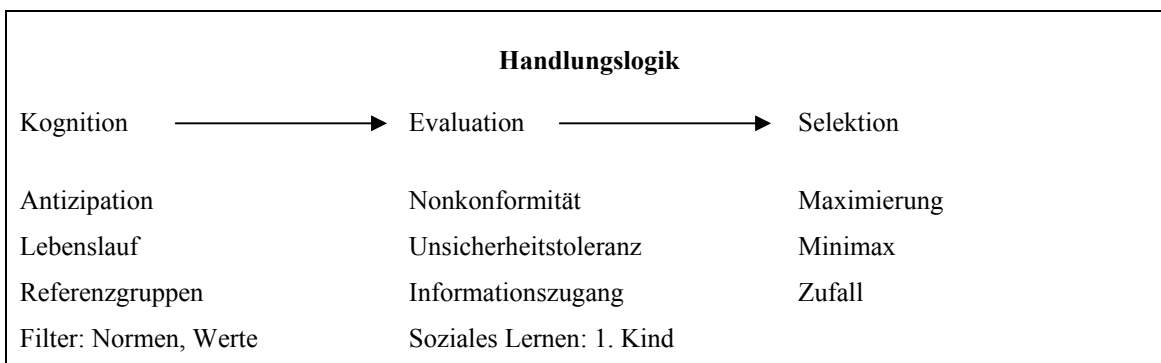 Handlungslogik
Kognition Evaluation Selektion
Antizipation Nonkonformität Maximierung
Lebenslauf Unsicherheitstoleranz Minimax
Referenzgruppen Informationszugang Zufall
Filter: Normen, Werte Soziales Lernen: 1. Kind